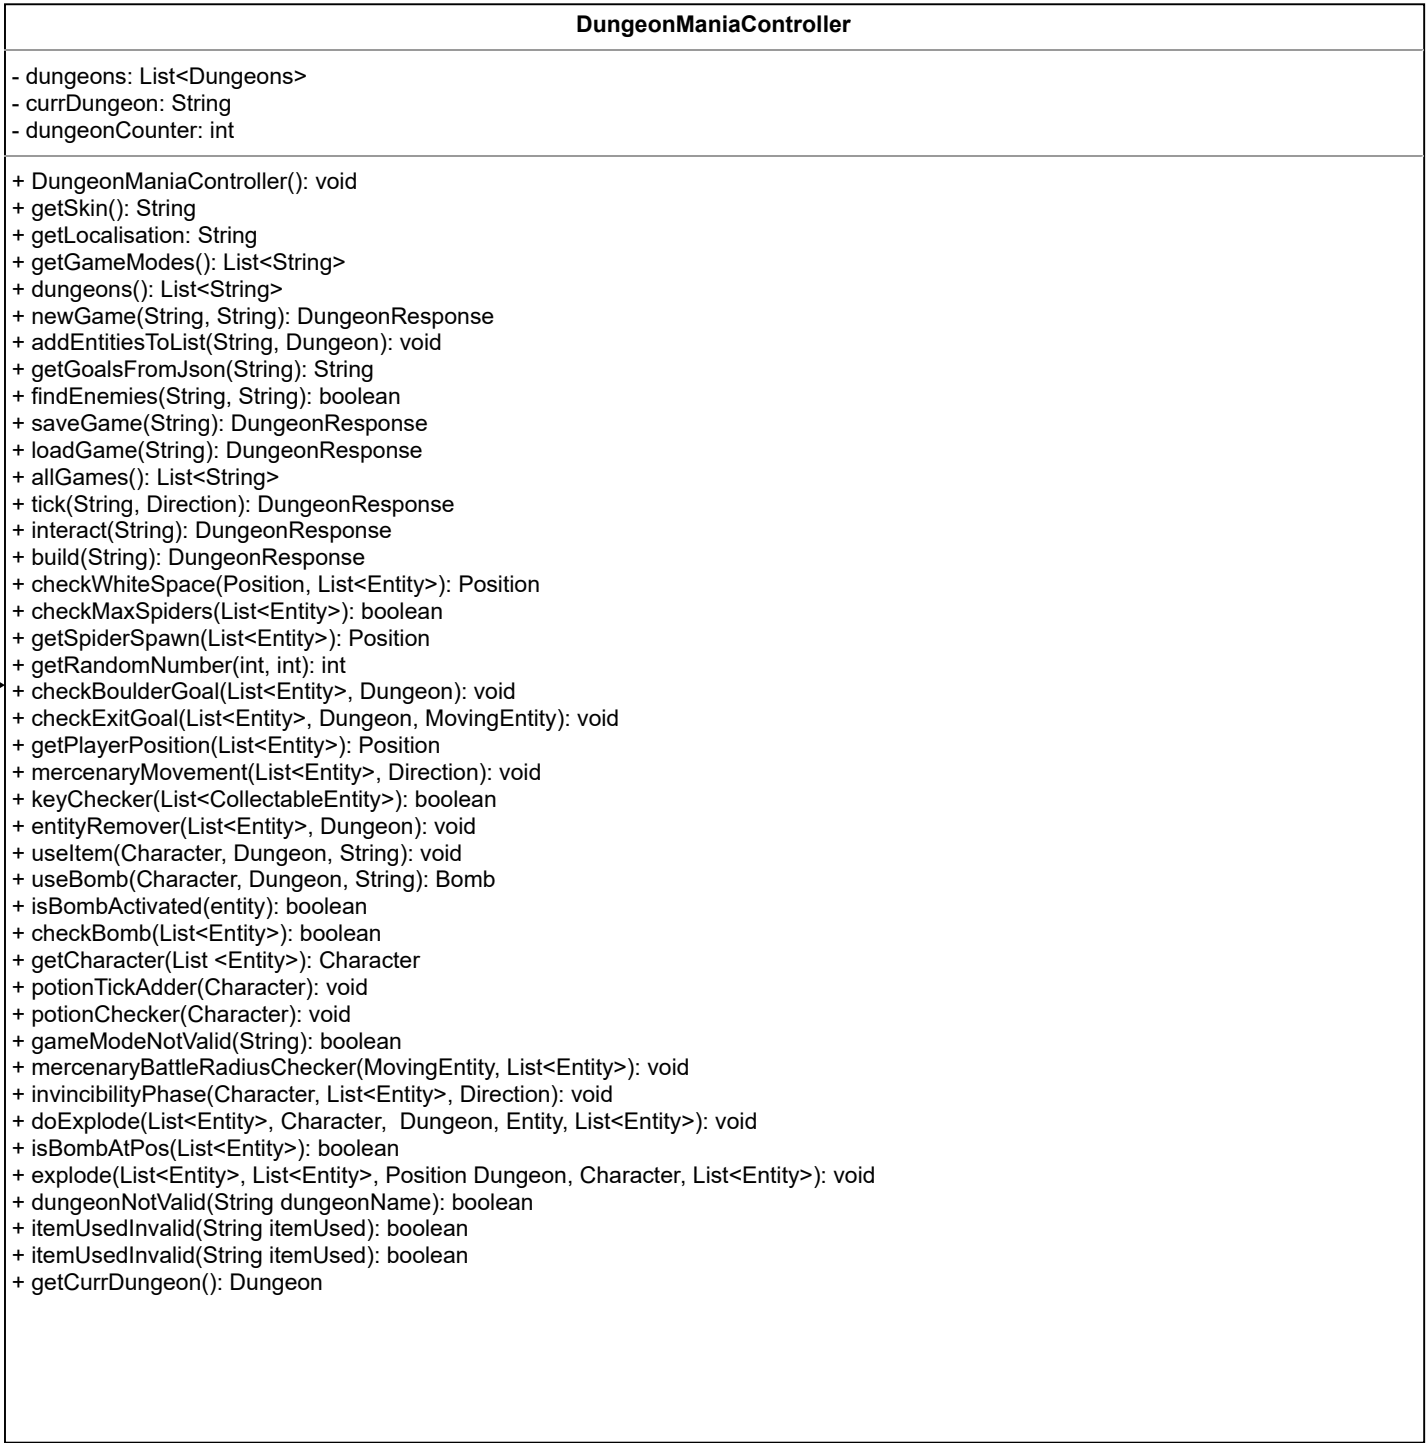 DungeonManiaController
- dungeons: List<Dungeons>
- currDungeon: String
- dungeonCounter: int
+ DungeonManiaController(): void
+ getSkin(): String
+ getLocalisation: String
+ getGameModes(): List<String>
+ dungeons(): List<String>
+ newGame(String, String): DungeonResponse
+ addEntitiesToList(String, Dungeon): void
+ getGoalsFromJson(String): String
+ findEnemies(String, String): boolean
+ saveGame(String): DungeonResponse
+ loadGame(String): DungeonResponse
+ allGames(): List<String>
+ tick(String, Direction): DungeonResponse
+ interact(String): DungeonResponse
+ build(String): DungeonResponse
+ checkWhiteSpace(Position, List<Entity>): Position
+ checkMaxSpiders(List<Entity>): boolean
+ getSpiderSpawn(List<Entity>): Position
+ getRandomNumber(int, int): int
+ checkBoulderGoal(List<Entity>, Dungeon): void
+ checkExitGoal(List<Entity>, Dungeon, MovingEntity): void
+ getPlayerPosition(List<Entity>): Position
+ mercenaryMovement(List<Entity>, Direction): void
+ keyChecker(List<CollectableEntity>): boolean
+ entityRemover(List<Entity>, Dungeon): void
+ useItem(Character, Dungeon, String): void
+ useBomb(Character, Dungeon, String): Bomb
+ isBombActivated(entity): boolean
+ checkBomb(List<Entity>): boolean
+ getCharacter(List <Entity>): Character
+ potionTickAdder(Character): void
+ potionChecker(Character): void
+ gameModeNotValid(String): boolean
+ mercenaryBattleRadiusChecker(MovingEntity, List<Entity>): void
+ invincibilityPhase(Character, List<Entity>, Direction): void
+ doExplode(List<Entity>, Character,  Dungeon, Entity, List<Entity>): void
+ isBombAtPos(List<Entity>): boolean
+ explode(List<Entity>, List<Entity>, Position Dungeon, Character, List<Entity>): void
+ dungeonNotValid(String dungeonName): boolean
+ itemUsedInvalid(String itemUsed): boolean
+ itemUsedInvalid(String itemUsed): boolean
+ getCurrDungeon(): Dungeon